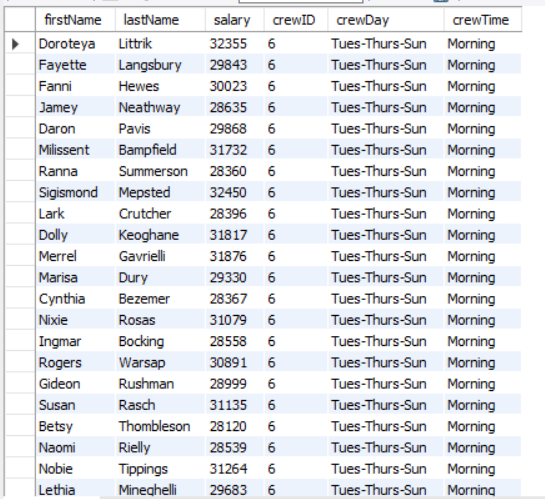 firstName lastName salary crewID crewDay crewTime
Doroteya Littrik 32355 6 Tues-Thurs-Sun Morning
Fayette Langsbury 29843 6 Tues-Thurs-Sun Morning
Fanni Hewes 30023 6 Tues-Thurs-Sun Morning
Jamey Neathway 28635 6 Tues-Thurs-Sun Morning
Daron Pavis 29868 6 Tues-Thurs-Sun Morning
Milissent Bampfield 31732 6 Tues-Thurs-Sun Morning
Ranna Summerson 28360 6 Tues-Thurs-Sun Morning
Sigismond Mepsted 32450 6 Tues-Thurs-Sun Morning
Lark Crutcher 28396 6 Tues-Thurs-Sun Morning
Dolly Keoghane 31817 6 Tues-Thurs-Sun Morning
Merrel Gavrielli 31876 6 Tues-Thurs-Sun Morning
Marisa Dury 29330 6 Tues-Thurs-Sun Morning
Cynthia Bezemer 28367 6 Tues-Thurs-Sun Morning
Nixie Rosas 31079 6 Tues-Thurs-Sun Morning
Ingmar Bocking 28558 6 Tues-Thurs-Sun Morning
Rogers Warsap 30891 6 Tues-Thurs-Sun Morning
Gideon Rushman 28999 6 Tues-Thurs-Sun Morning
Susan Rasch 31135 6 Tues-Thurs-Sun Morning
Betsy Thombleson 28120 6 Tues-Thurs-Sun Morning
Naomi Rielly 28539 6 Tues-Thurs-Sun Morning
Nobie Tippings 31264 6 Tues-Thurs-Sun Morning
Lethia Mineghelli 29683 6 Tues-Thurs-Sun Morning